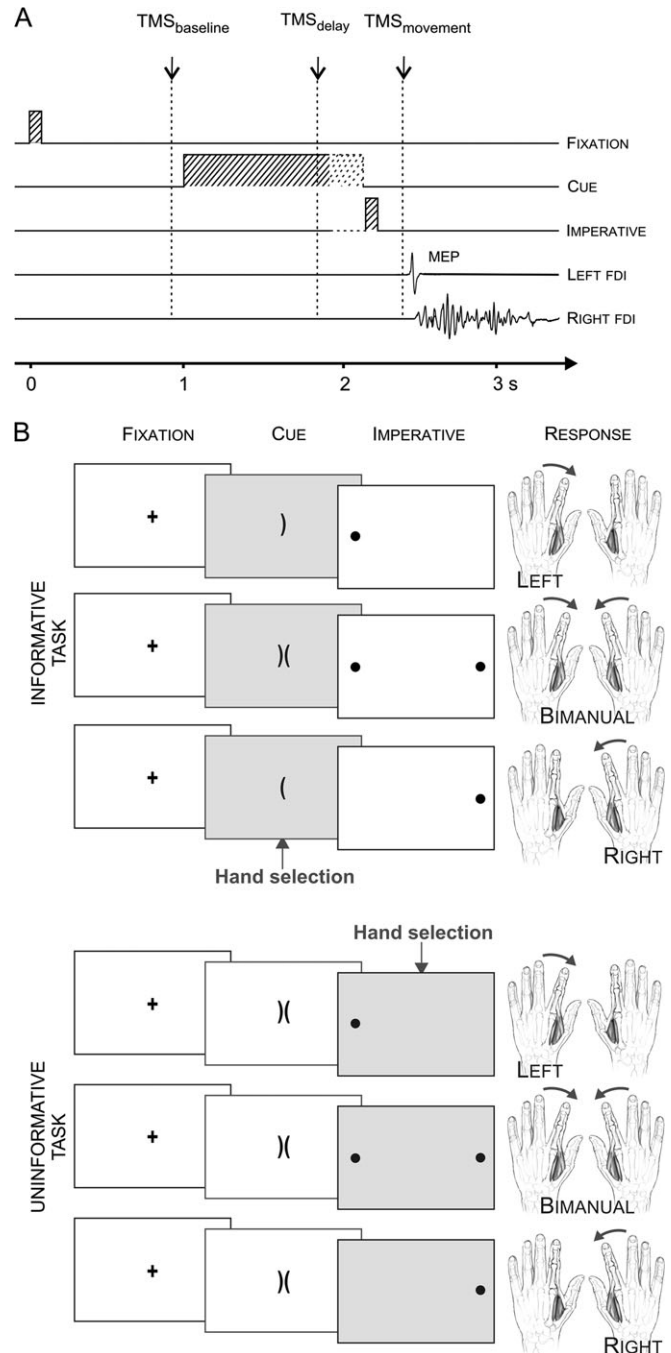 A
TMSbaseline TMSdelay TMSmovement
FIXATION
CUE
IMPERATIVE
MEP
LEFT FDI
RIGHT FDI
0 1 2 3 s
B
FIXATION CUE IMPERATIVE RESPONSE
INFORMATIVE
TASK
+ )
LEFT
+ )(
BIMANUAL
+ (
RIGHT
Hand selection
Hand selection
UNINFORMATIVE
TASK
+ )(
LEFT
+ )(
BIMANUAL
+ )(
RIGHT